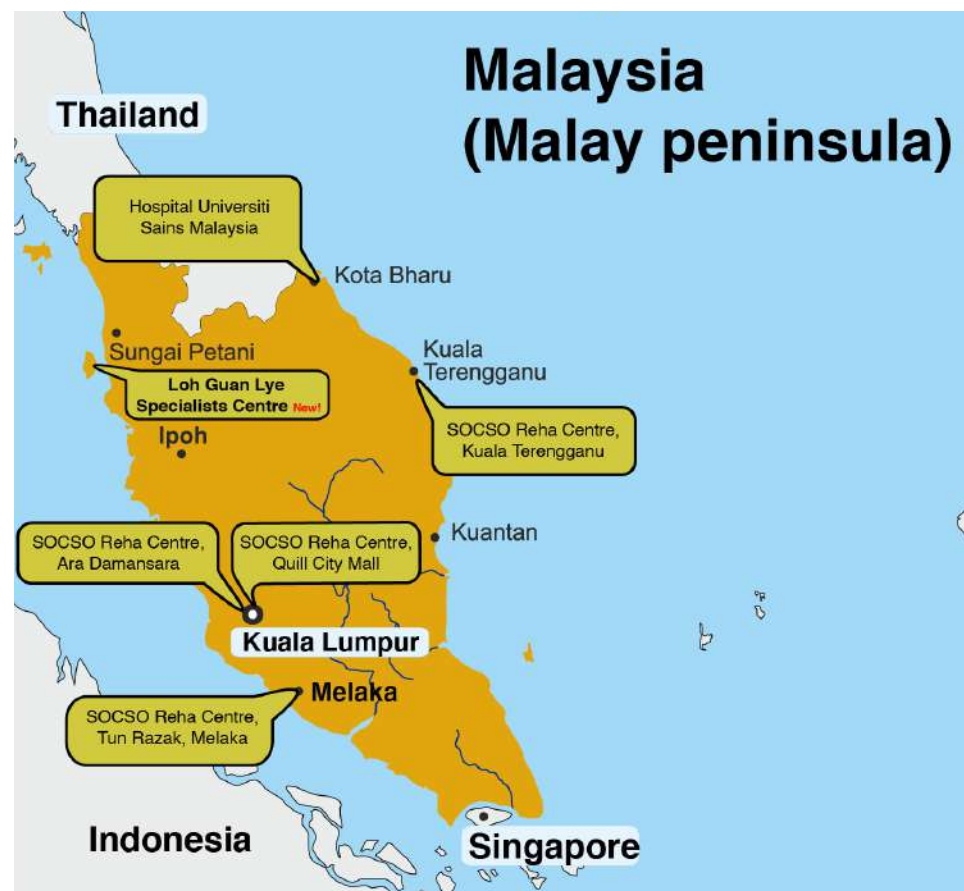 Malaysia
(Malay peninsula)
Thailand
Hospital Universiti
Sains Malaysia
Kota Bharu
Sungai Petani
Kuala
Terengganu
Loh Guan Lye
Specialists Centre New!
SOCSO Reha Centre,
Kuala Terengganu
Ipoh
SOCSO Reha Centre,
Ara Damansara
SOCSO Reha Centre,
Quill City Mall
Kuantan
Kuala Lumpur
Melaka
SOCSO Reha Centre,
Tun Razak, Melaka
Indonesia
Singapore